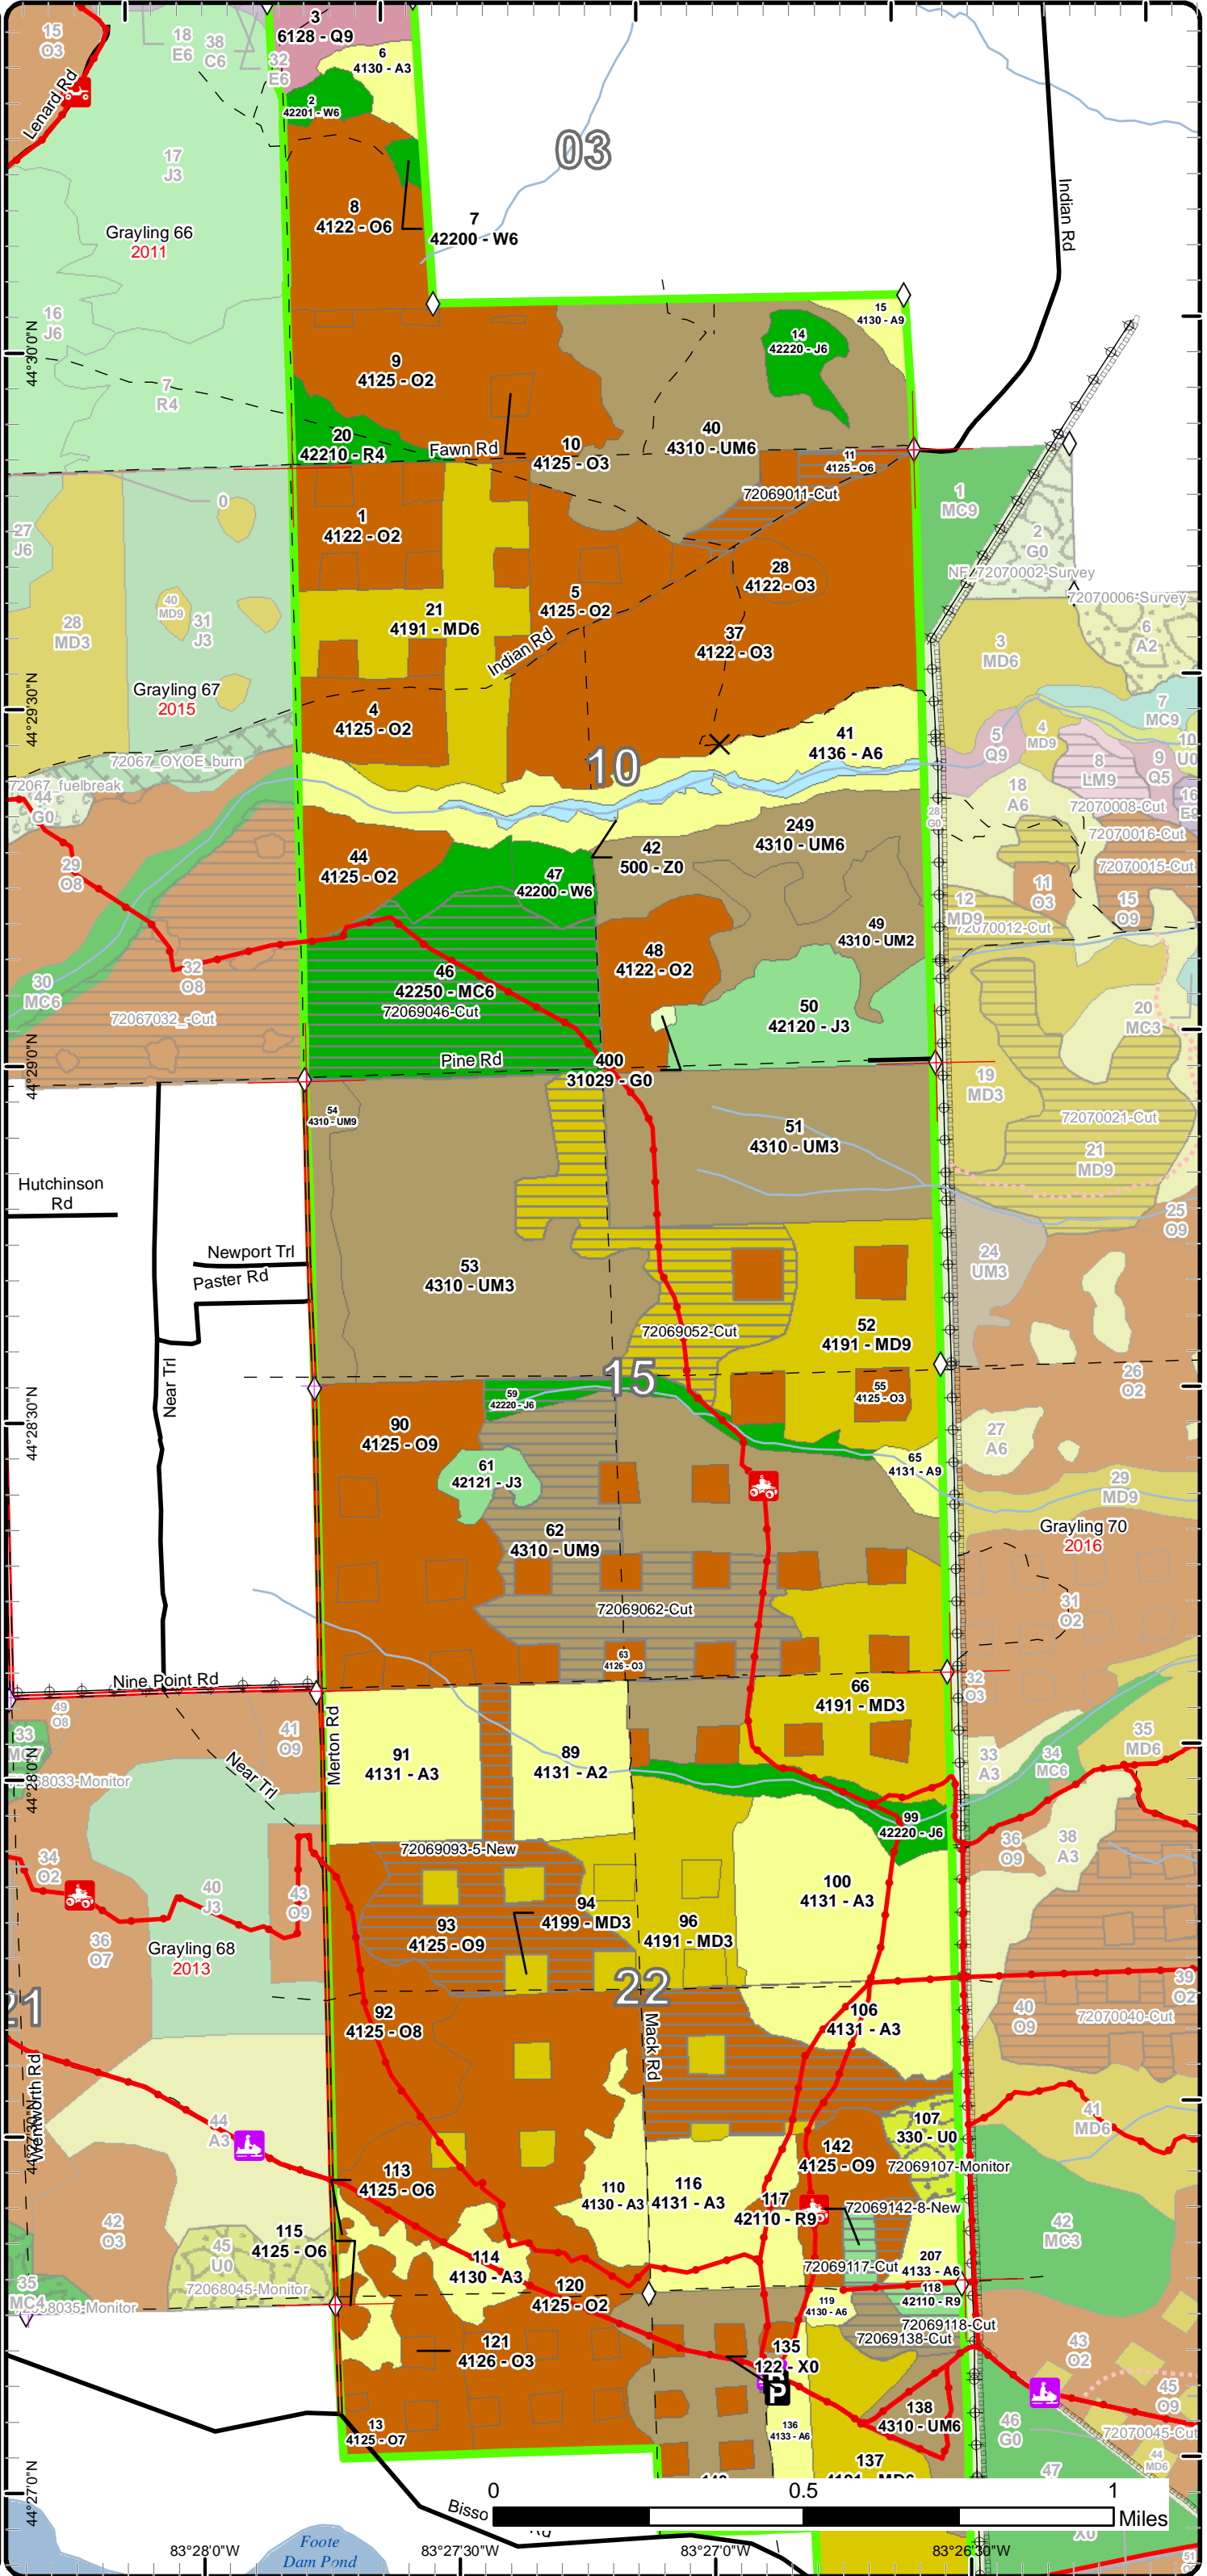 15
O3
18
E6
38
C6
32
E6
3
6128 - Q9
6
4130 - A3
2
42201 - W6
Lenard Rd
17
J3
03
Indian Rd
8
4122 - O6
7
42200 - W6
Grayling 66
2011
16
J6
15
4130 - A9
14
42220 - J6
44°30'0"N
9
4125 - O2
7
R4
20
42210 - R4
Fawn Rd
10
4125 - O3
40
4310 - UM6
11
4125 - O6
72069011-Cut
0
1
MC9
1
4122 - O2
27
J6
2
G0
NF_72070002-Survey
72070006-Survey
28
4122 - O3
5
4125 - O2
40
MD9
31
J3
28
MD3
21
4191 - MD6
6
A2
3
MD6
37
4122 - O3
Indian Rd
Grayling 67
2015
44°29'30"N
4
4125 - O2
7
MC9
41
4136 - A6
5
Q9
4
MD9
10
U0
8
LM9
9
Q5
72067_OYOE_burn
10
72067_fuelbreak
44
G0
18
A6
16
72070008-Cut
28
G0
249
4310 - UM6
72070016-Cut
42
500 - Z0
44
4125 - O2
29
O8
47
42200 - W6
72070015-Cut
11
O3
15
O9
12
MD9
72070012-Cut
49
4310 - UM2
48
4122 - O2
46
42250 - MC6
72069046-Cut
32
O8
30
MC6
72067032_-Cut
50
42120 - J3
20
MC3
44°29'0"N
Pine Rd
400
31029 - G0
19
MD3
54
4310 - UM9
51
4310 - UM3
72070021-Cut
21
MD9
Hutchinson
Rd
25
O9
Newport Trl
Paster Rd
24
UM3
53
4310 - UM3
72069052-Cut
52
4191 - MD9
Near Trl
15
26
O2
55
4125 - O3
59
42220 - J6
44°28'30"N
90
4125 - O9
27
A6
65
4131 - A9
61
42121 - J3
29
MD9
62
4310 - UM9
Grayling 70
2016
72069062-Cut
31
O2
63
4126 - O3
Nine Point Rd
32
O3
66
4191 - MD3
49
O8
41
O9
33
Merton Rd
91
4131 - A3
89
4131 - A2
35
MD6
33
A3
34
MC6
Near Trl
44°28'0"N
99
42220 - J6
36
O9
38
A3
72069093-5-New
34
O2
40
J3
43
O9
100
4131 - A3
94
4199 - MD3
93
4125 - O9
96
4191 - MD3
36
O7
Grayling 68
2013
39
O2
21
22
92
4125 - O8
106
4131 - A3
40
O9
72070040-Cut
Mack Rd
Wentworth Rd
44
A3
107
330 - U0
41
MD6
142
4125 - O9
72069107-Monitor
113
4125 - O6
110
4130 - A3
116
4131 - A3
117
42110 - R9
72069142-8-New
42
O3
115
4125 - O6
45
U0
42
MC3
114
4130 - A3
72069117-Cut
207
4133 - A6
35
MC4
72068045-Monitor
120
4125 - O2
118
42110 - R9
119
4130 - A6
72069118-Cut
72069138-Cut
121
4126 - O3
135
122 - X0
43
O2
P
45
O9
138
4310 - UM6
13
4125 - O7
136
4133 - A6
46
G0
72070045-Cut
44
MD6
137
47
44°27'0"N
0
0.5
1
Miles
Foote
Dam Pond
83°28'0"W
83°27'30"W
83°27'0"W
83°26'30"W
51